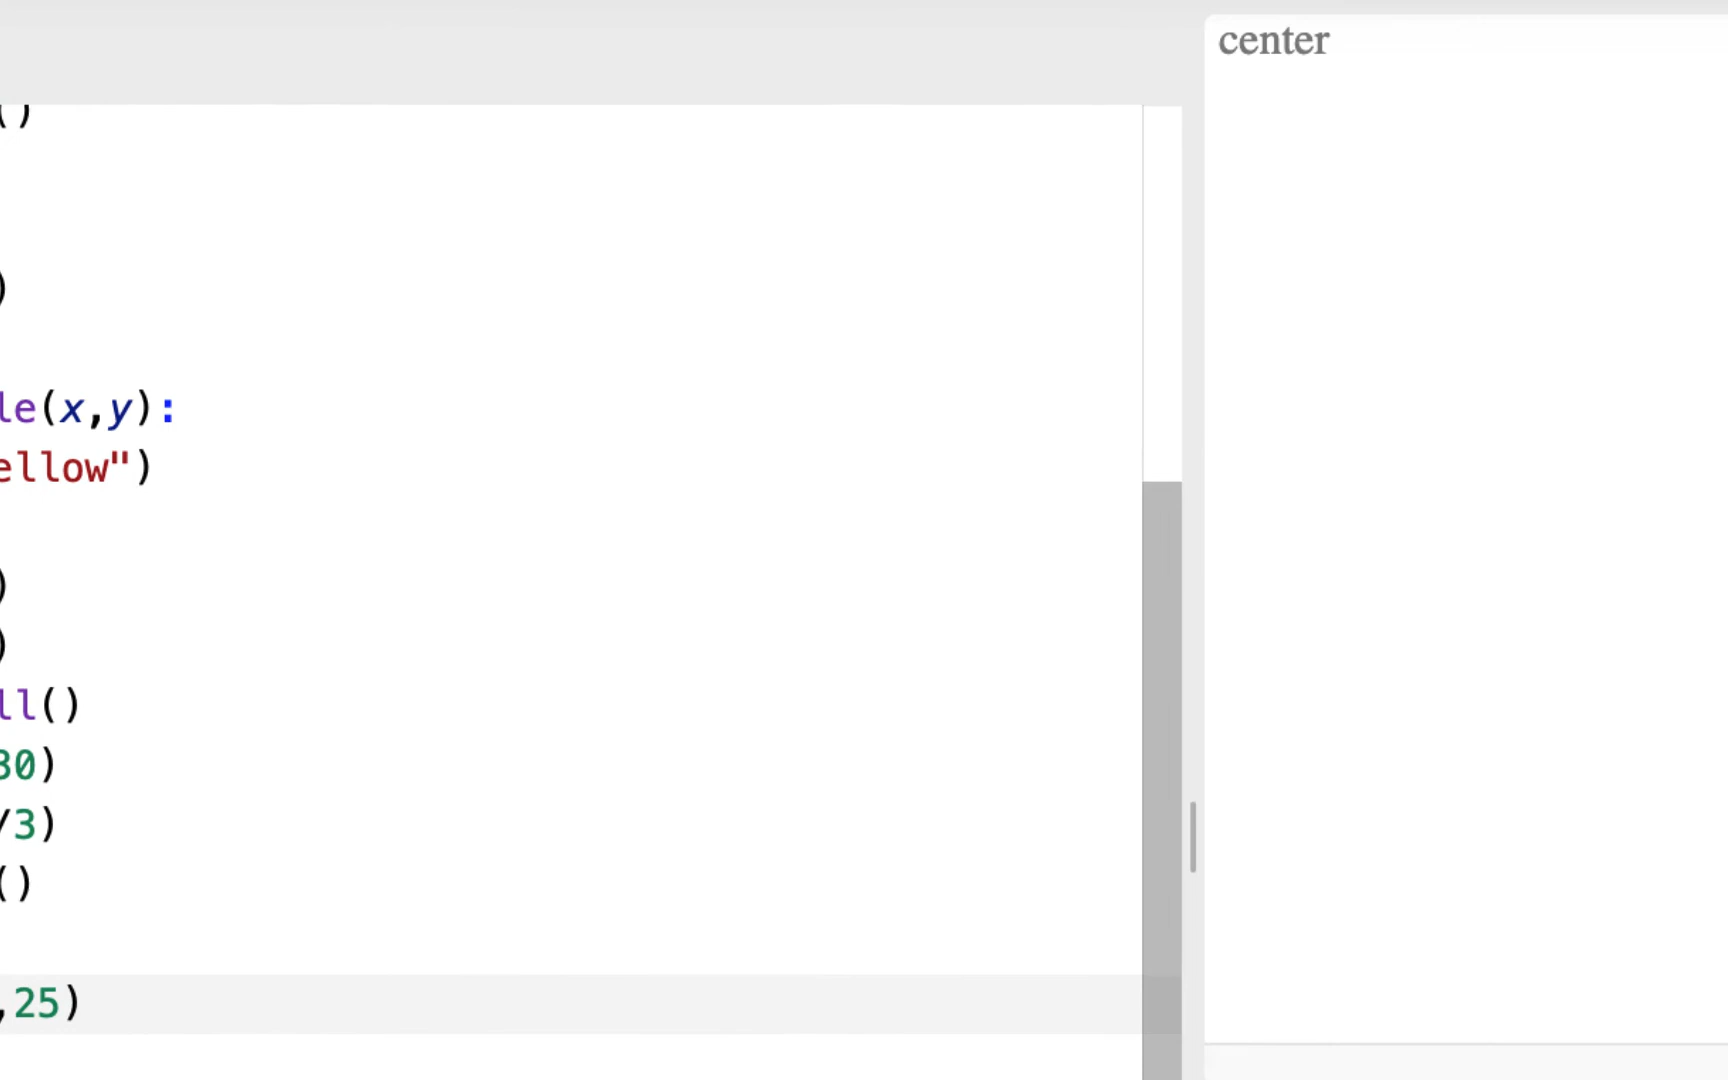 center
()
)
le(x,y):
ellow")
)
)
ll()
30)
/3)
()
,25)